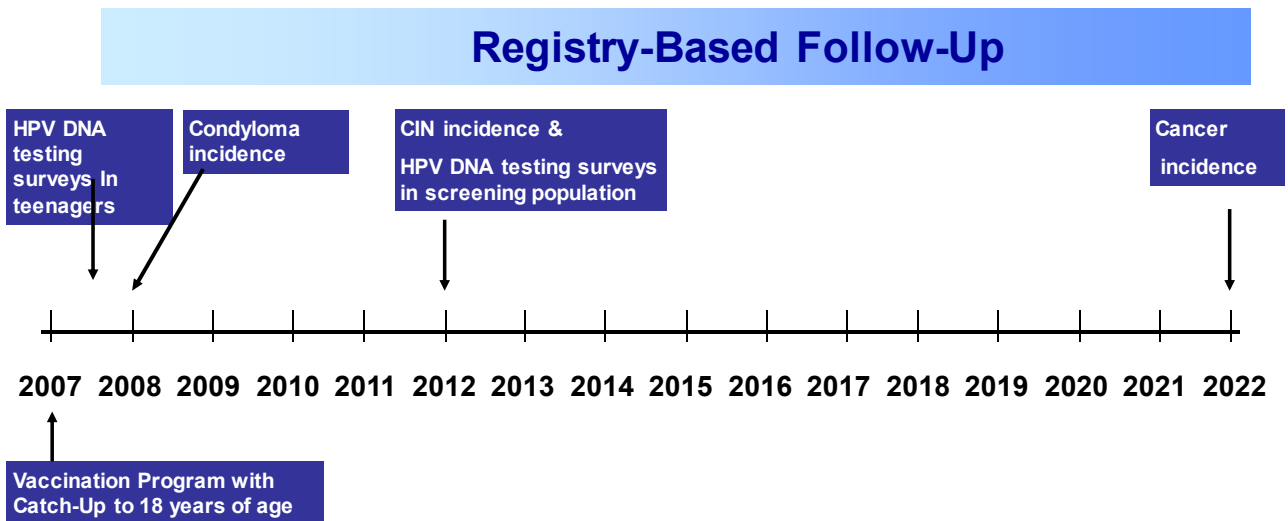 Registry-Based Follow-Up
HPV DNA
testing
surveys In
teenagers
Condyloma
incidence
CIN incidence &
HPV DNA testing surveys
in screening population
Cancer
incidence
2007 2008 2009 2010 2011 2012 2013 2014 2015 2016 2017 2018 2019 2020 2021 2022
Vaccination Program with
Catch-Up to 18 years of age